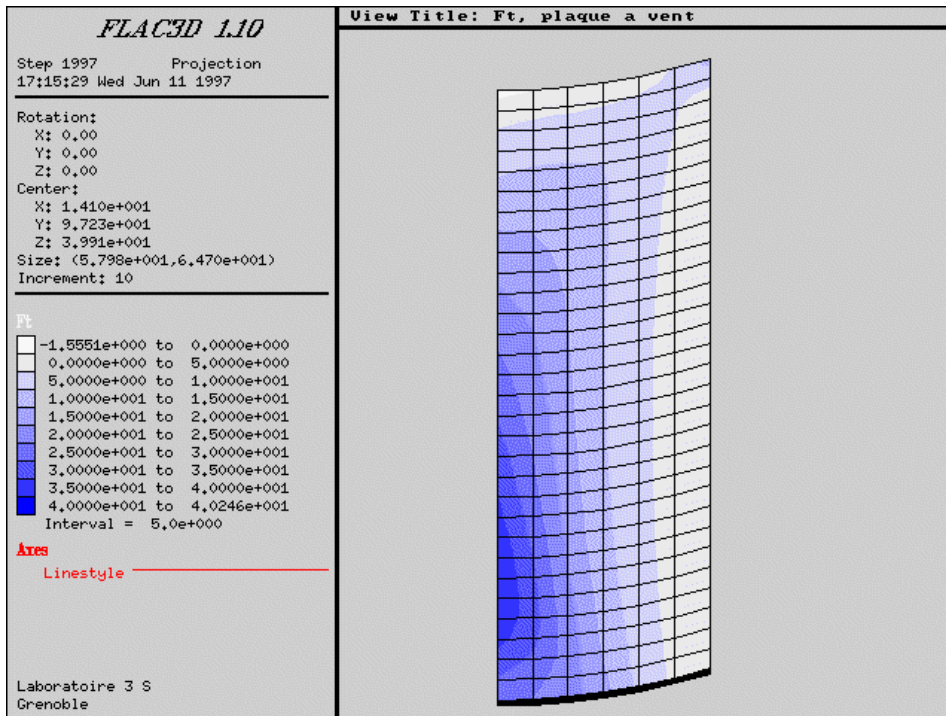 FLAC3D 1.10
Step 1997 Projection
17:15:29 Wed Jun 11 1997
Rotation:
X: 0.00
Y: 0.00
Z: 0.00
Center:
X: 1.410e+001
Y: 9.723e+001
Z: 3.991e+001
Size: (5.798e+001,6.470e+001)
Increment: 10
Ft
-1.5551e+000 to 0.0000e+000
0.0000e+000 to 5.0000e+000
5.0000e+000 to 1.0000e+001
1.0000e+001 to 1.5000e+001
1.5000e+001 to 2.0000e+001
2.0000e+001 to 2.5000e+001
2.5000e+001 to 3.0000e+001
3.0000e+001 to 3.5000e+001
3.5000e+001 to 4.0000e+001
4.0000e+001 to 4.0246e+001
Interval = 5.0e+000
Axes
Linestyle
Laboratoire 3 S
Grenoble
View Title: Ft, plaque a vent